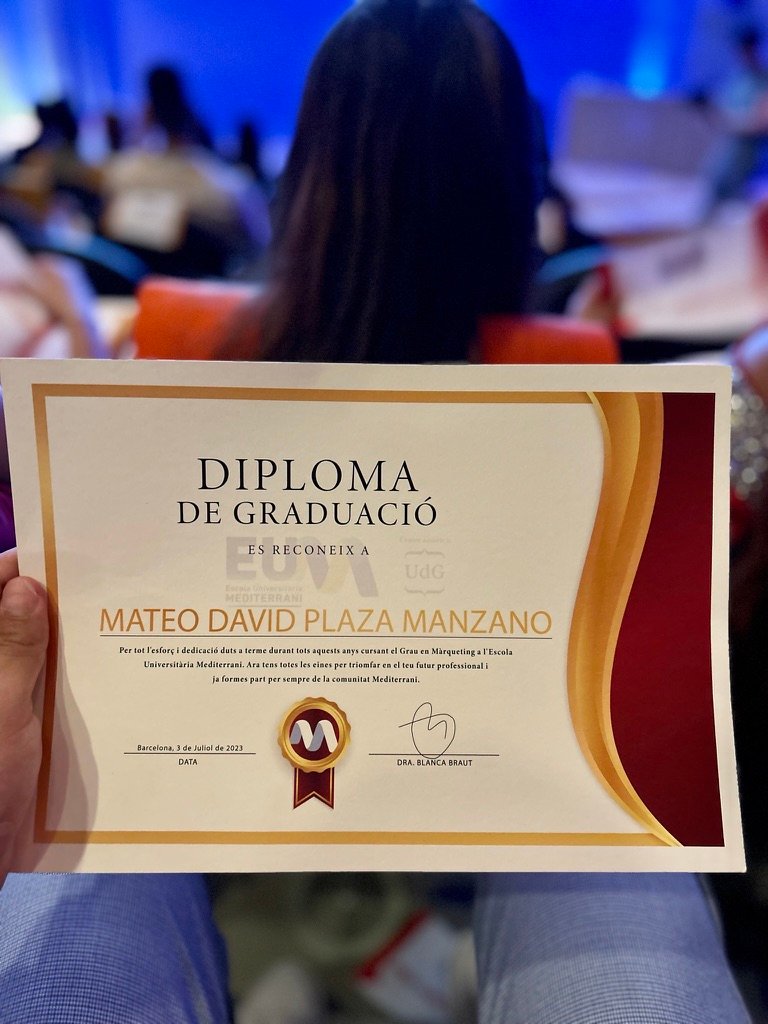 DIPLOMA
DE GRADUACIÓ
ES RECONEIX A
EUM
Escola Universitària
MEDITERRANI
UdG
MATEO DAVID PLAZA MANZANO
Per tot l'esforç i dedicació duts a terme durant tots aquests anys cursant el Grau en Màrqueting a l'Escola
Universitària Mediterrani. Ara tens totes les eines per triomfar en el teu futur professional i
ja formes part per sempre de la comunitat Mediterrani.
Barcelona, 3 de Juliol de 2023
DATA
DRA. BLANCA BRAUT